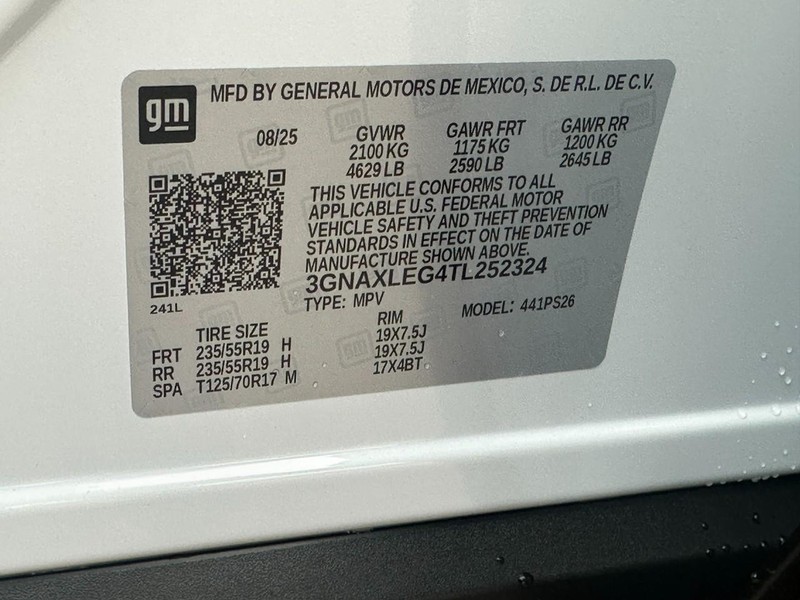 gm
MFD BY GENERAL MOTORS DE MEXICO, S. DE R.L. DE C.V.
08/25 GVWR GAWR FRT GAWR RR
2100 KG 1175 KG 1200 KG
4629 LB 2590 LB 2645 LB
THIS VEHICLE CONFORMS TO ALL
APPLICABLE U.S. FEDERAL MOTOR
VEHICLE SAFETY AND THEFT PREVENTION
STANDARDS IN EFFECT ON THE DATE OF
MANUFACTURE SHOWN ABOVE.
3GNAXLEG4TL252324
241L
TYPE: MPV MODEL: 441PS26
TIRE SIZE RIM
FRT 235/55R19 H 19X7.5J
RR 235/55R19 H 19X7.5J
SPA T125/70R17 M 17X4BT